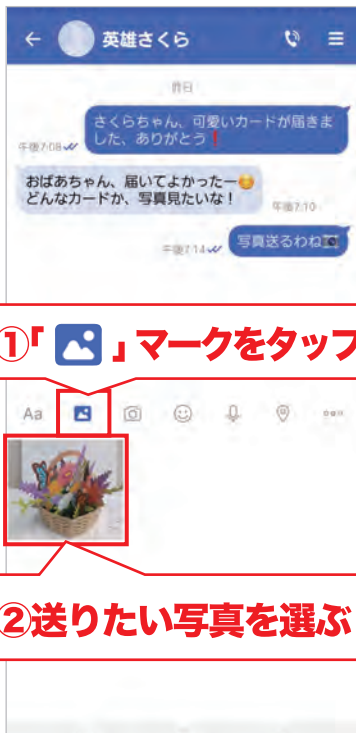 英雄さくら
昨日
さくらちゃん、可愛いカードが届きま
した、ありがとう❗
午後7:08
おばあちゃん、届いてよかったー😊
どんなカードか、写真見たいな！
午後7:10
午後7:14
写真送るわね📷
①「 」マークをタップ
Aa
②送りたい写真を選ぶ